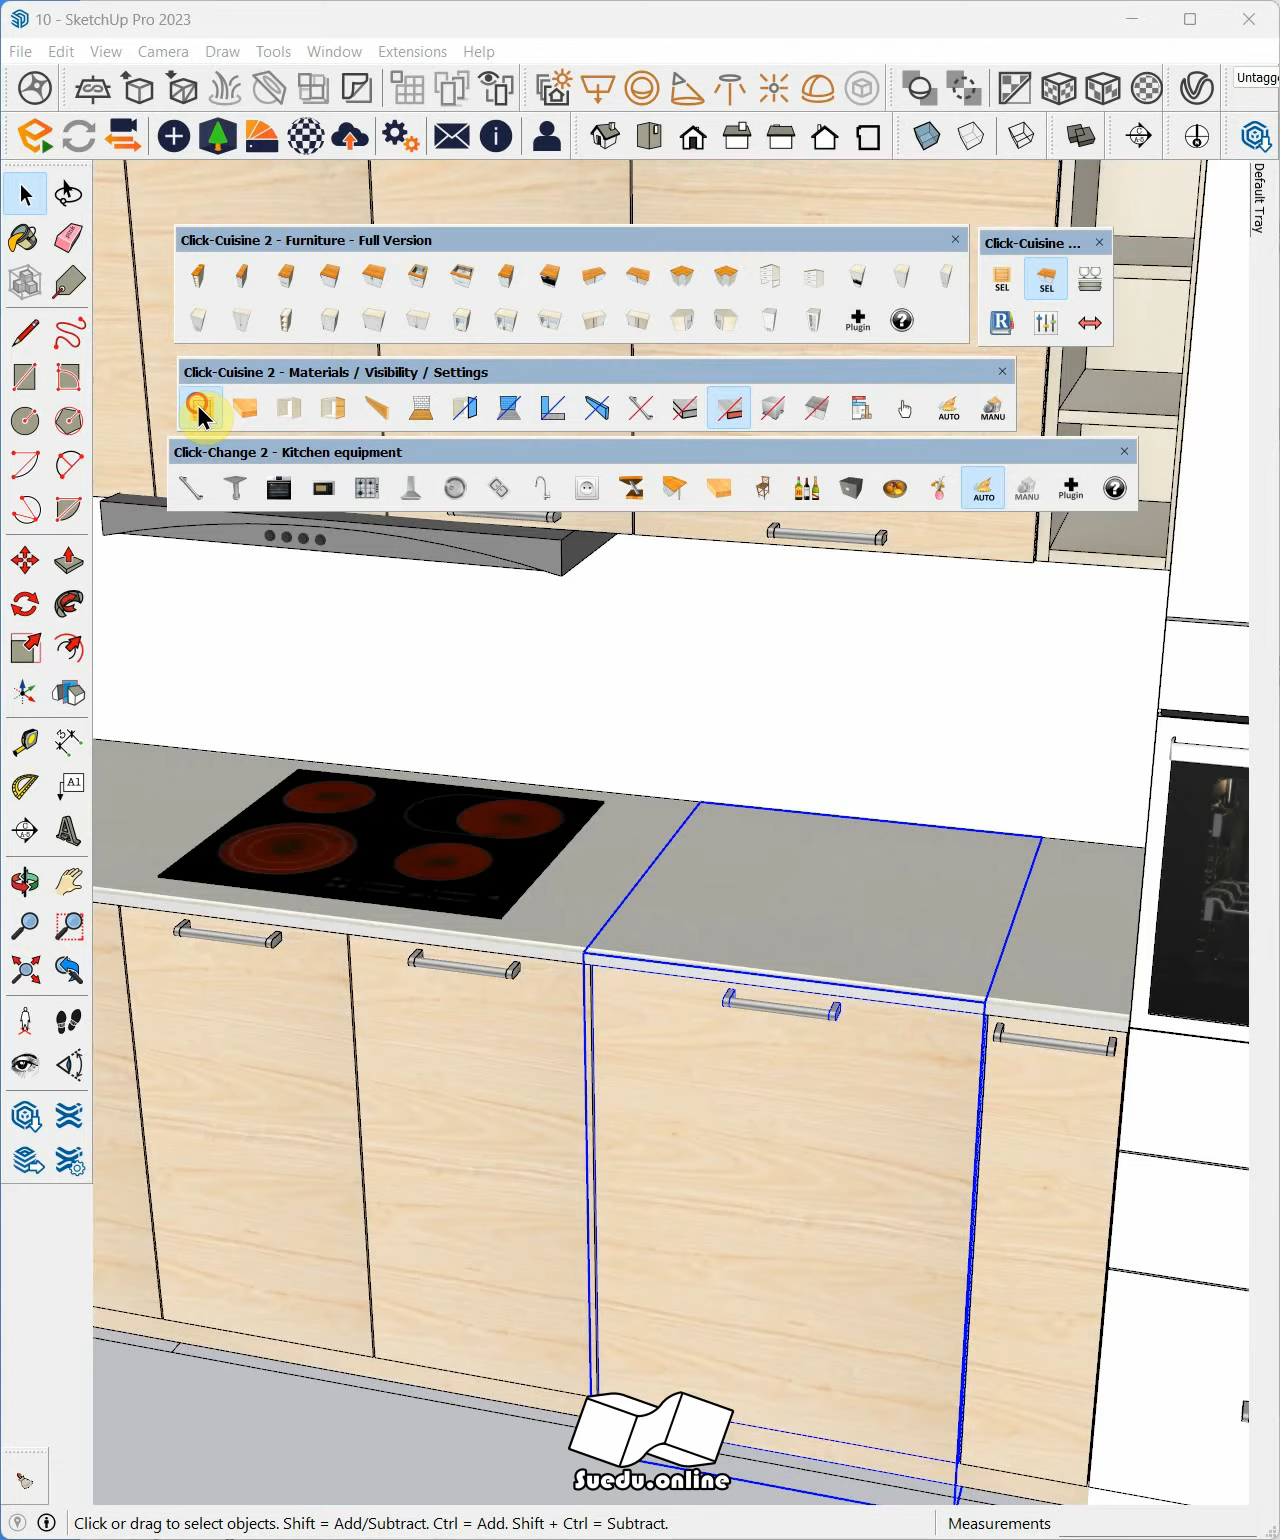 10 - SketchUp Pro 2023
File Edit View Camera Draw Tools Window Extensions Help
Untagge
Default Tray
Click-Cuisine 2 - Furniture - Full Version
Plugin
?
Click-Cuisine ...
SEL
SEL
R
Click-Cuisine 2 - Materials / Visibility / Settings
AUTO
MANU
Click-Change 2 - Kitchen equipment
AUTO
MANU
Plugin
?
A1
Suedu.online
Click or drag to select objects. Shift = Add/Subtract. Ctrl = Add. Shift + Ctrl = Subtract.
Measurements